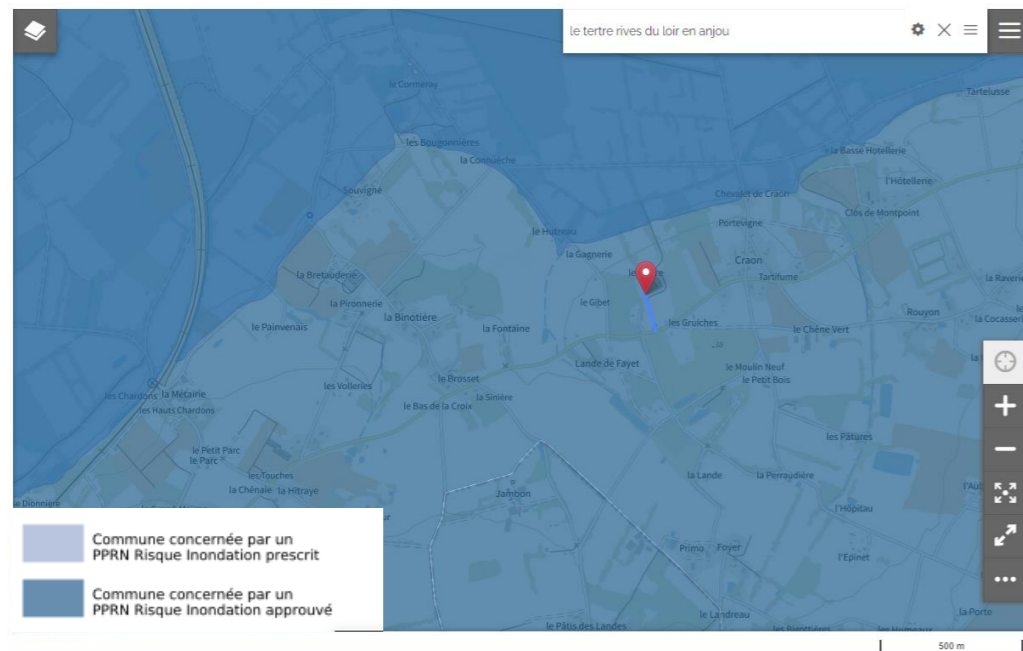 le tertre rives du loir en anjou
le Cormeray
Tartelusse
les Bougonnières
la Basse Hotellerie
la Connuèche
l'Hôtellerie
Souvigné
Chevalet de Craon
Clos de Montpoint
Portevigne
le Hutreau
la Gagnerie
Craon
la Bretauderie
Tartifume
la Raverie
la Pironnerie
le Gibet
la Binotière
Rouyon
le Painvenais
la Fontaine
les Gruiches
le Chêne Vert
la Cocasseri
Lande de Fayet
le Moulin Neuf
le Brosset
le Petit Bois
les Volleries
les Chardons
la Métairie
la Sinière
les Hauts Chardons
le Bas de la Croix
les Pâtures
le Petit Parc
le Parc
les Touches
la Lande
la Perraudière
la Chênaie
la Hitraye
Jambon
le Dionnière
l'Hôpitau
Commune concernée par un
PPRN Risque Inondation prescrit
Primo
Foyer
l'Epinet
Commune concernée par un
PPRN Risque Inondation approuvé
le Landreau
la Porte
le Pâtis des Landes
500 m